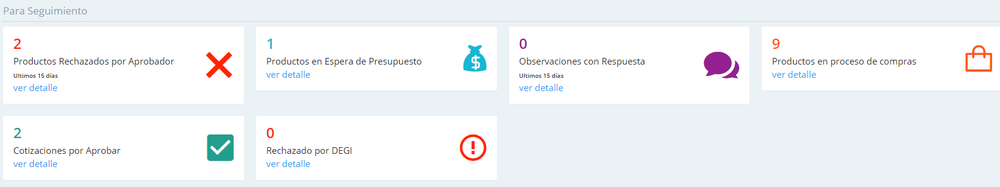 Para Seguimiento
2
Productos Rechazados por Aprobador
Ultimos 15 días
ver detalle
1
Productos en Espera de Presupuesto
ver detalle
0
Observaciones con Respuesta
Ultimos 15 días
ver detalle
9
Productos en proceso de compras
ver detalle
2
Cotizaciones por Aprobar
ver detalle
0
Rechazado por DEGI
ver detalle